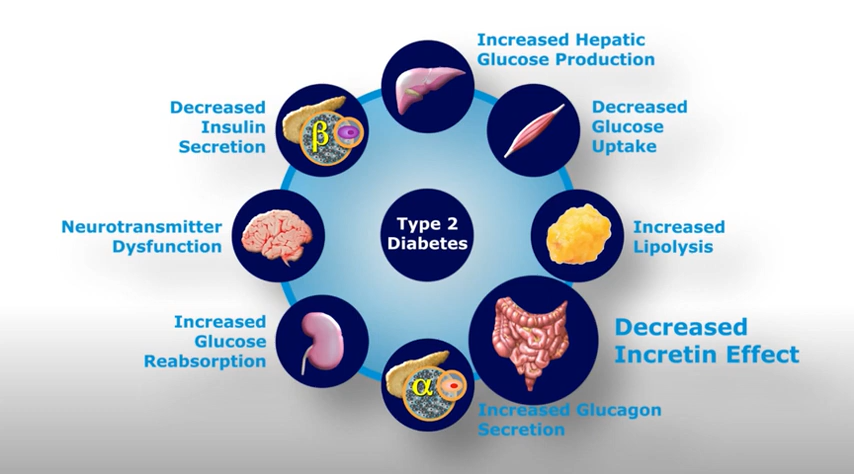 Increased Hepatic
Glucose Production
Decreased
Glucose
Uptake
Increased
Lipolysis
Decreased
Incretin Effect
Increased Glucagon
Secretion
α
Increased
Glucose
Reabsorption
Neurotransmitter
Dysfunction
Decreased
Insulin
Secretion
β
Type 2
Diabetes